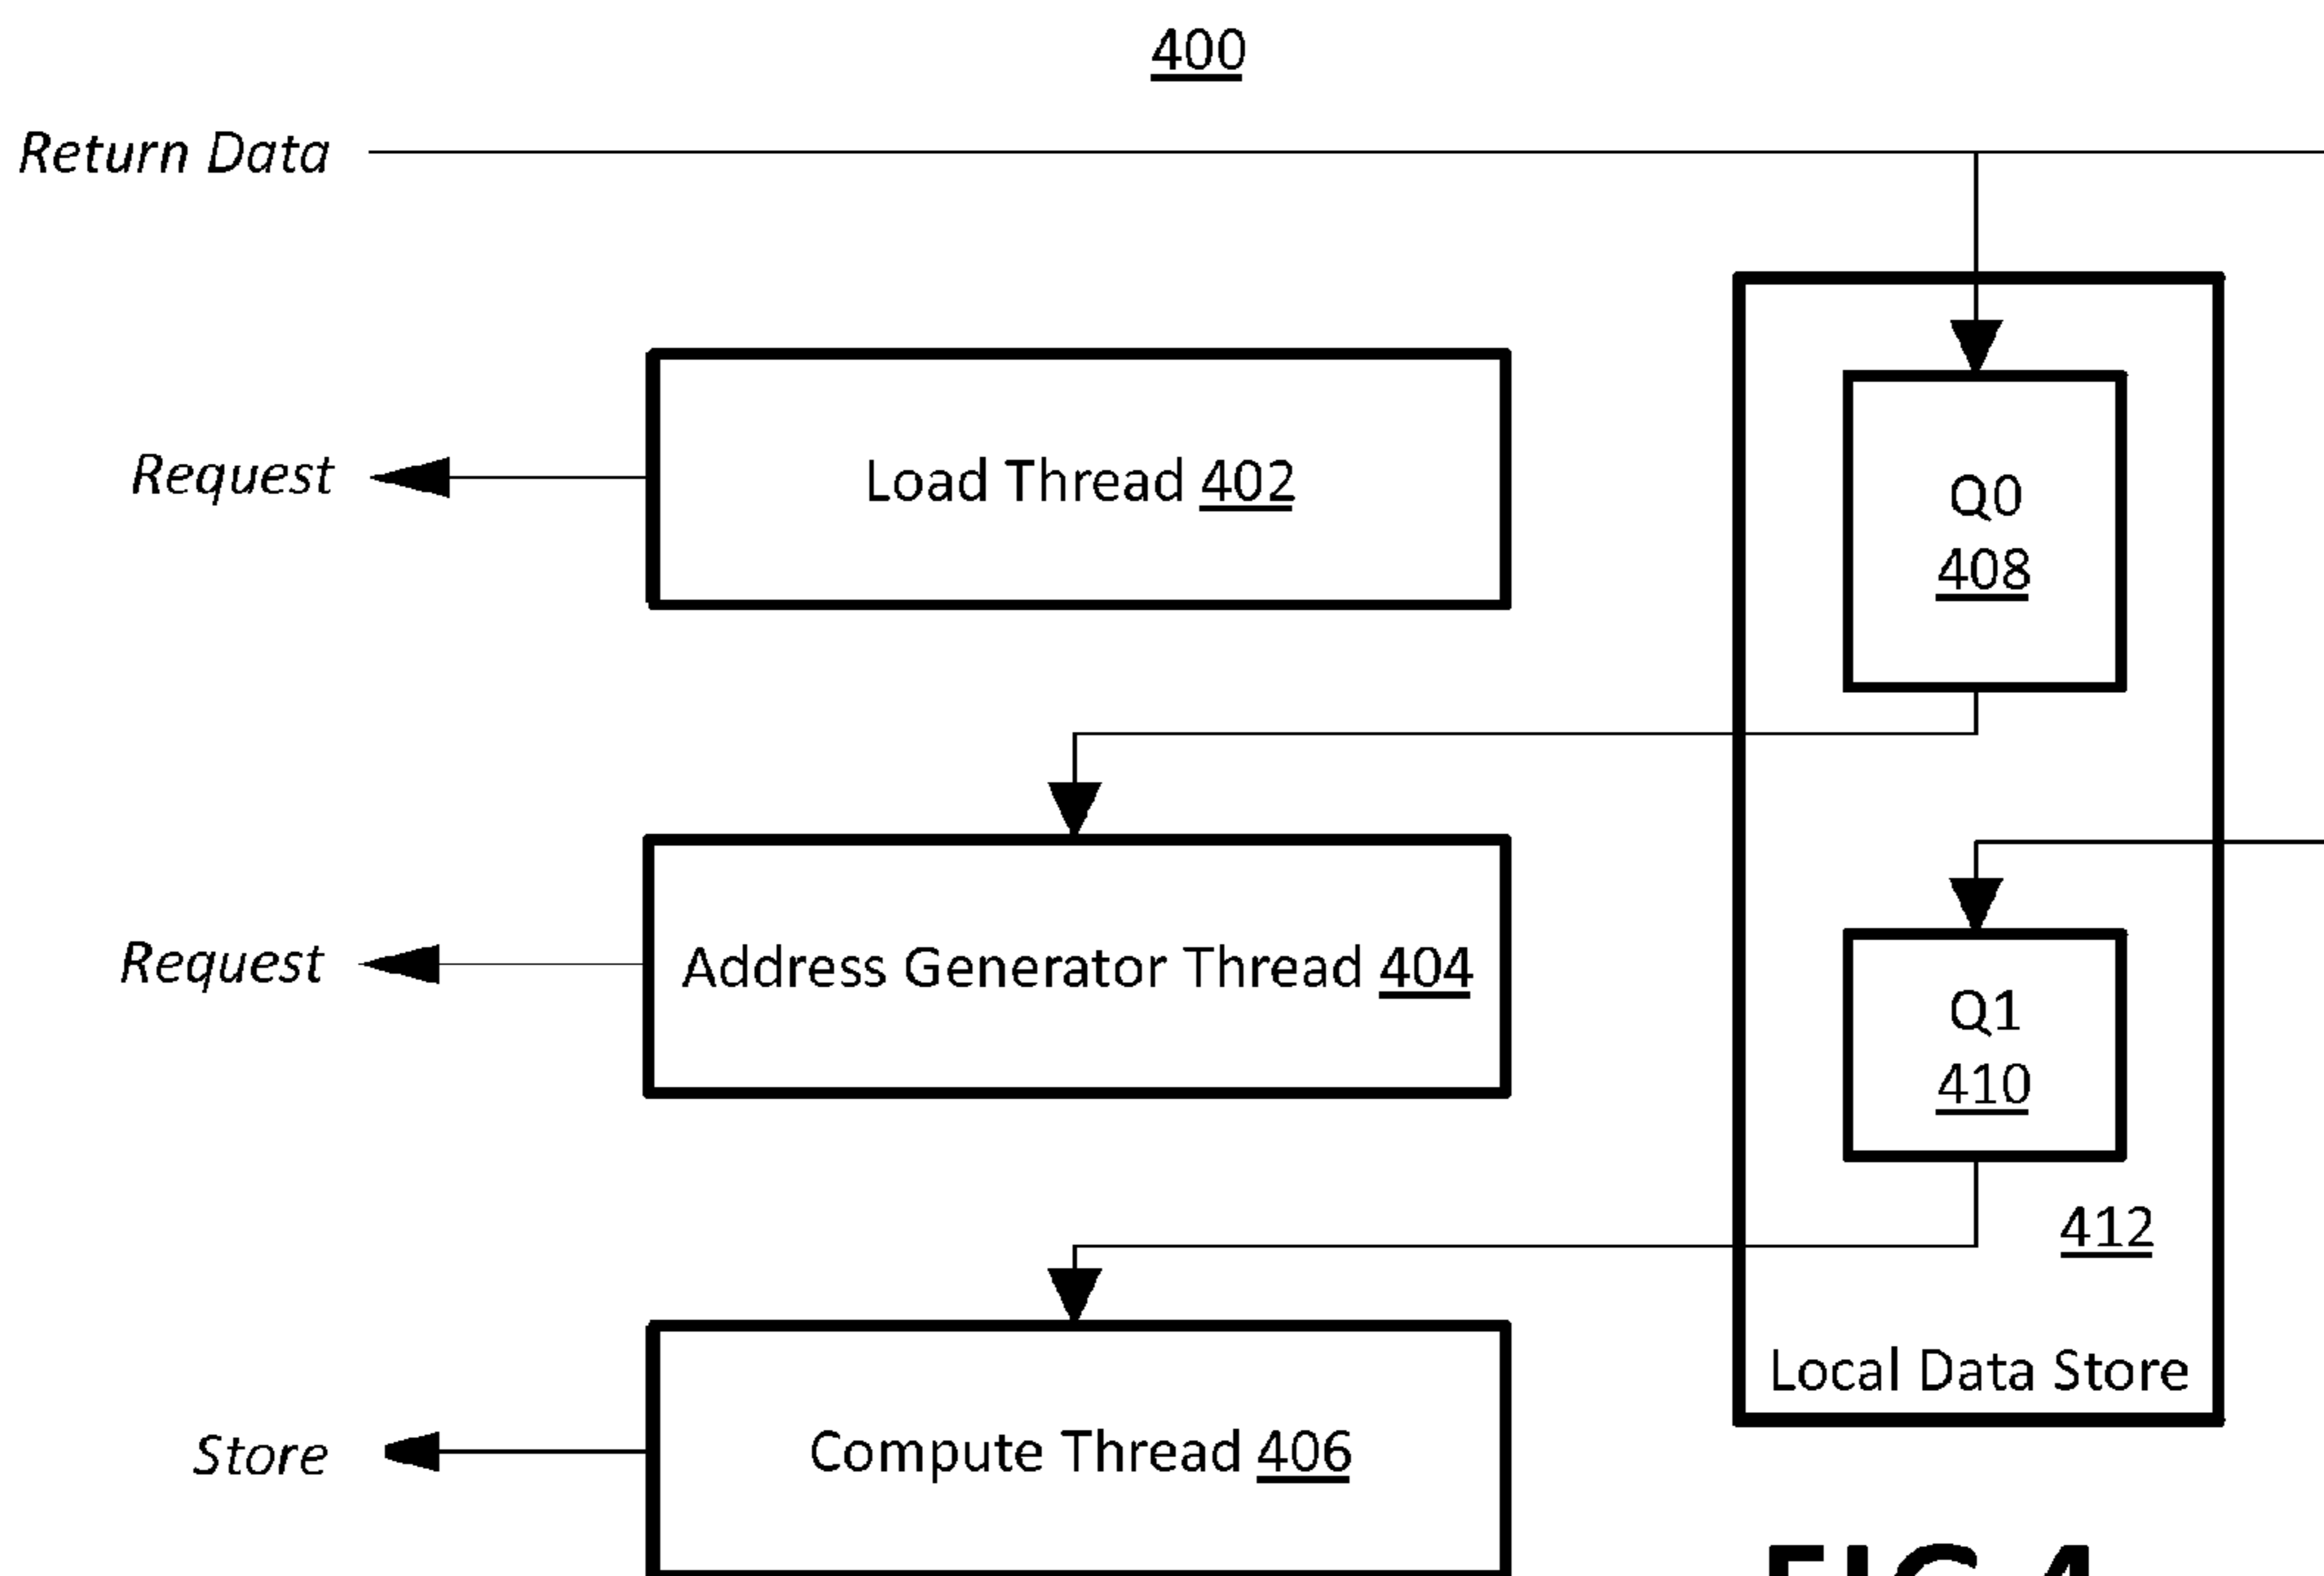 400
Return Data
Request
Load Thread 402
Q0
408
Request
Address Generator Thread 404
Q1
410
412
Local Data Store
Store
Compute Thread 406